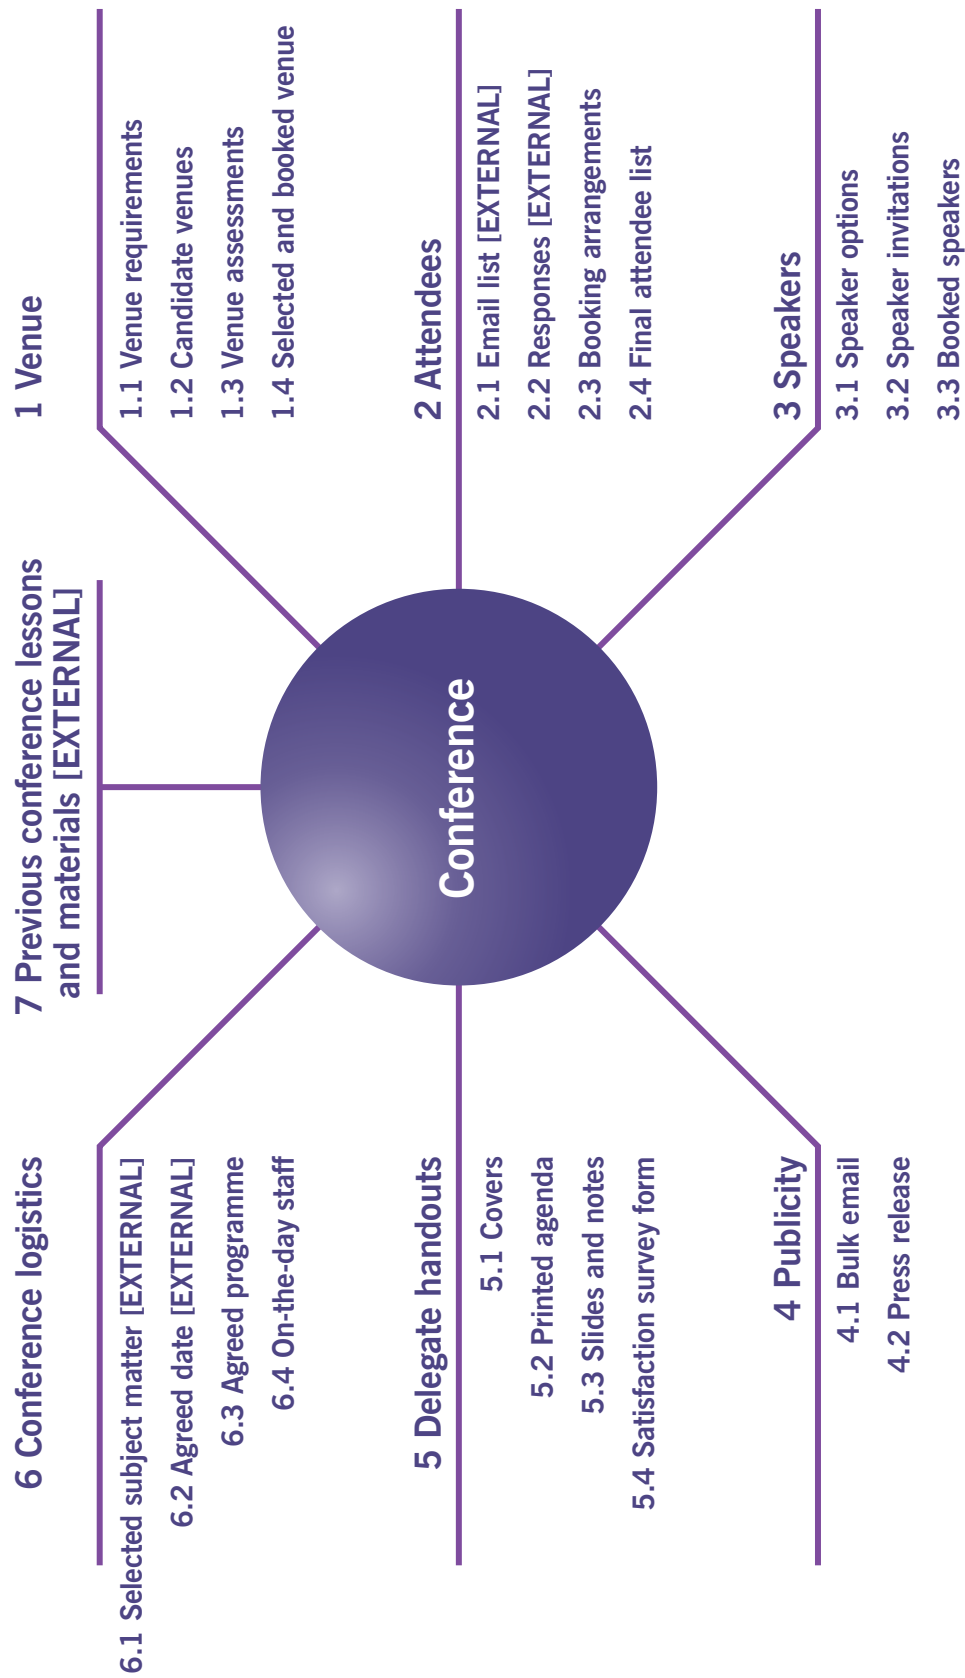 Conference
1 Venue
1.1 Venue requirements
1.2 Candidate venues
1.3 Venue assessments
1.4 Selected and booked venue
2 Attendees
2.1 Email list [EXTERNAL]
2.2 Responses [EXTERNAL]
2.3 Booking arrangements
2.4 Final attendee list
3 Speakers
3.1 Speaker options
3.2 Speaker invitations
3.3 Booked speakers
4 Publicity
4.1 Bulk email
4.2 Press release
5 Delegate handouts
5.1 Covers
5.2 Printed agenda
5.3 Slides and notes
5.4 Satisfaction survey form
6 Conference logistics
6.1 Selected subject matter [EXTERNAL]
6.2 Agreed date [EXTERNAL]
6.3 Agreed programme
6.4 On-the-day staff
7 Previous conference lessons
and materials [EXTERNAL]